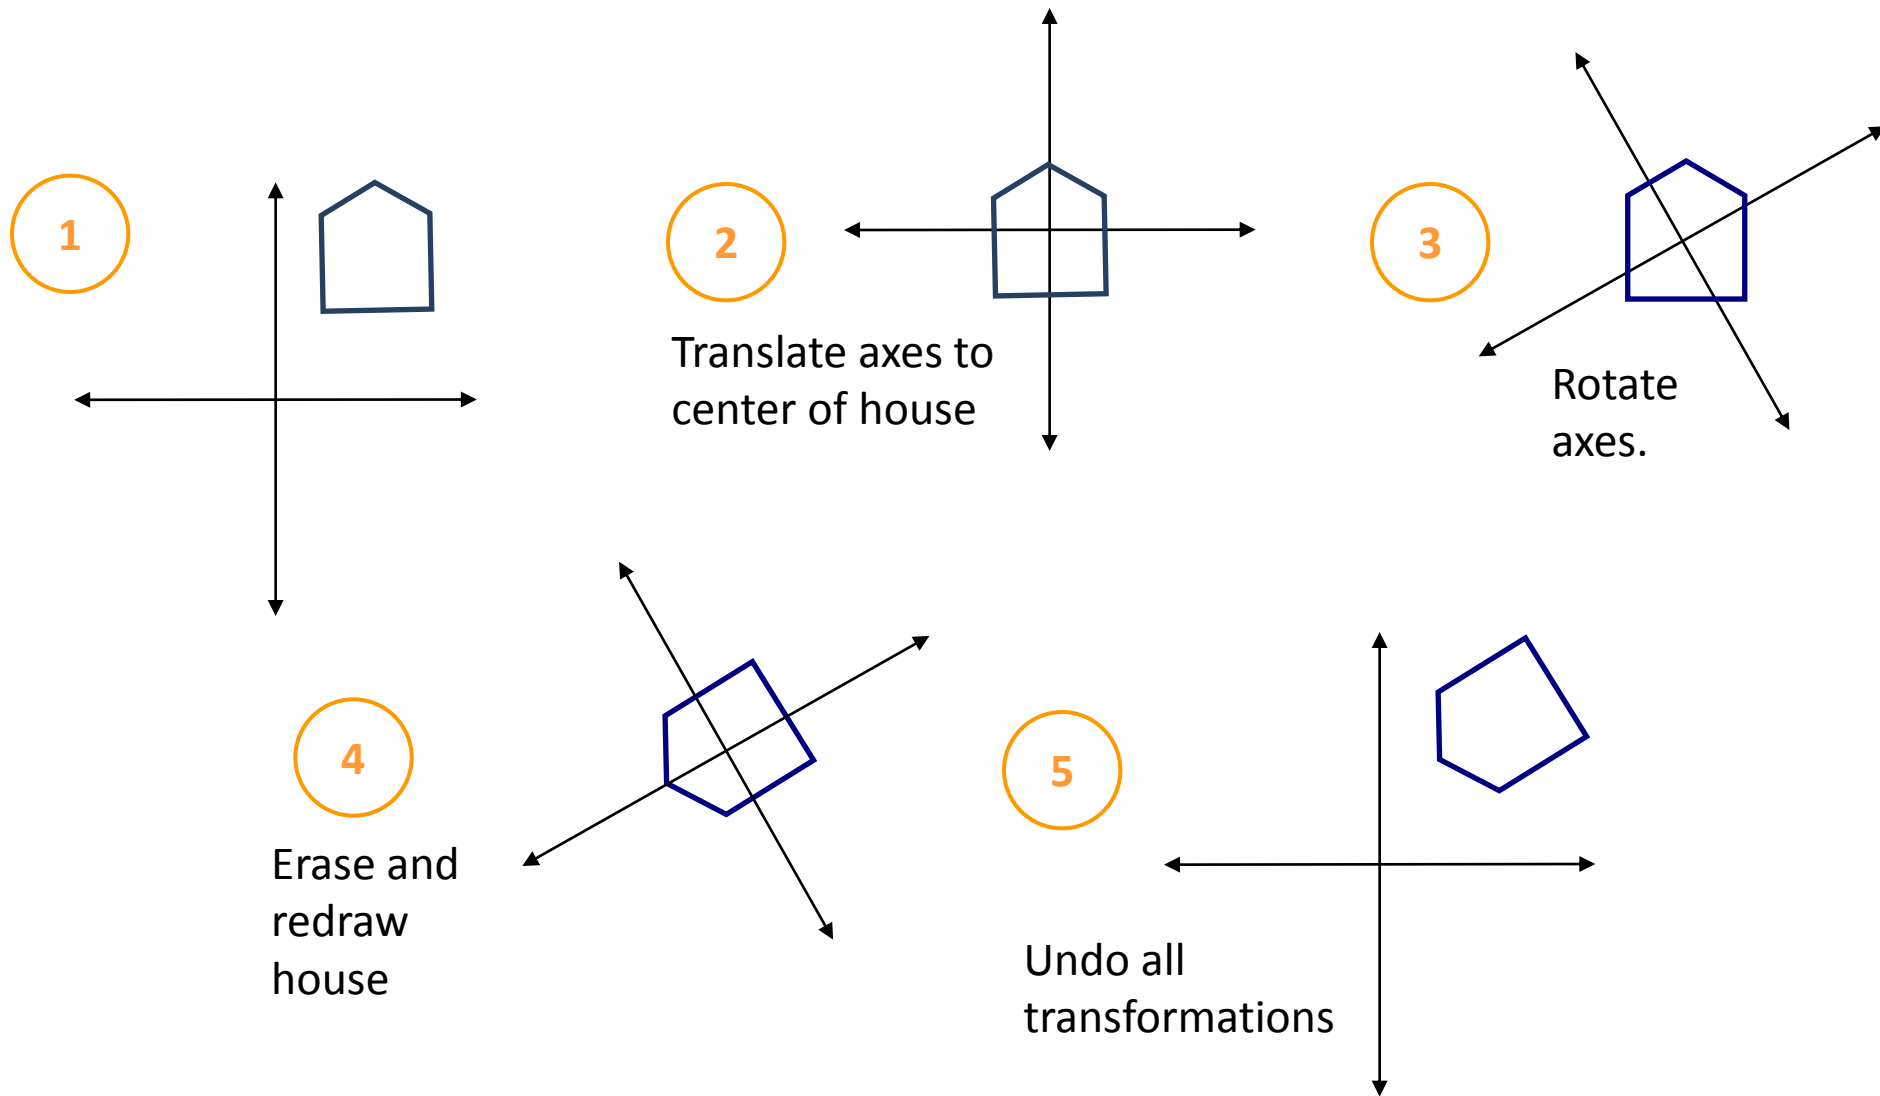 1
2
Translate axes to
center of house
3
Rotate
axes.
4
Erase and
redraw
house
5
Undo all
transformations